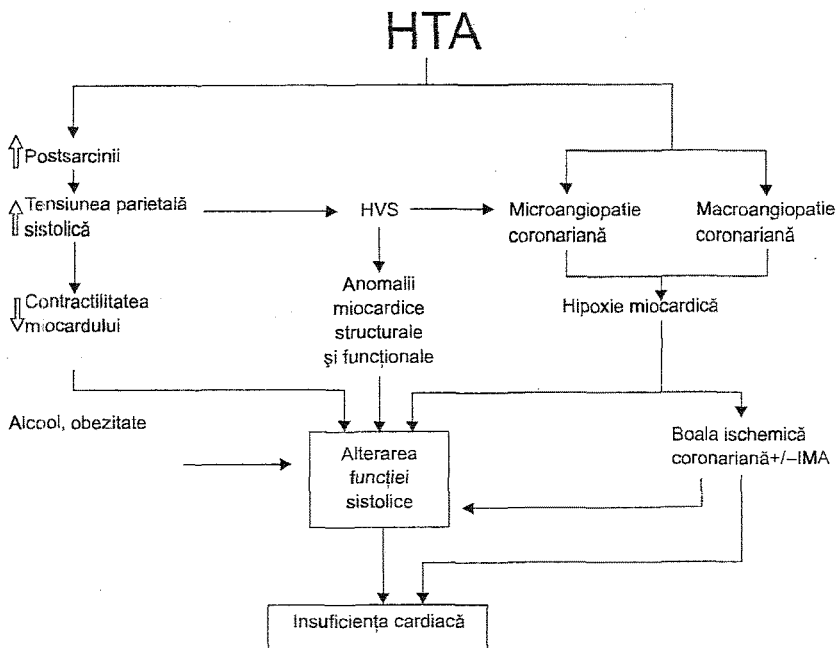 HTA
Postsarcinii
Tensiunea parietală
sistolică
HVS
Microangiopatie
coronariană
Macroangiopatie
coronariană
Contractilitatea
miocardului
Anomalii
miocardice
structurale
şi funcţionale
Hipoxie miocardică
Alcool, obezitate
Alterarea
funcţiei
sistolice
Boala ischemică
coronariană+/–IMA
Insuficienţa cardiacă